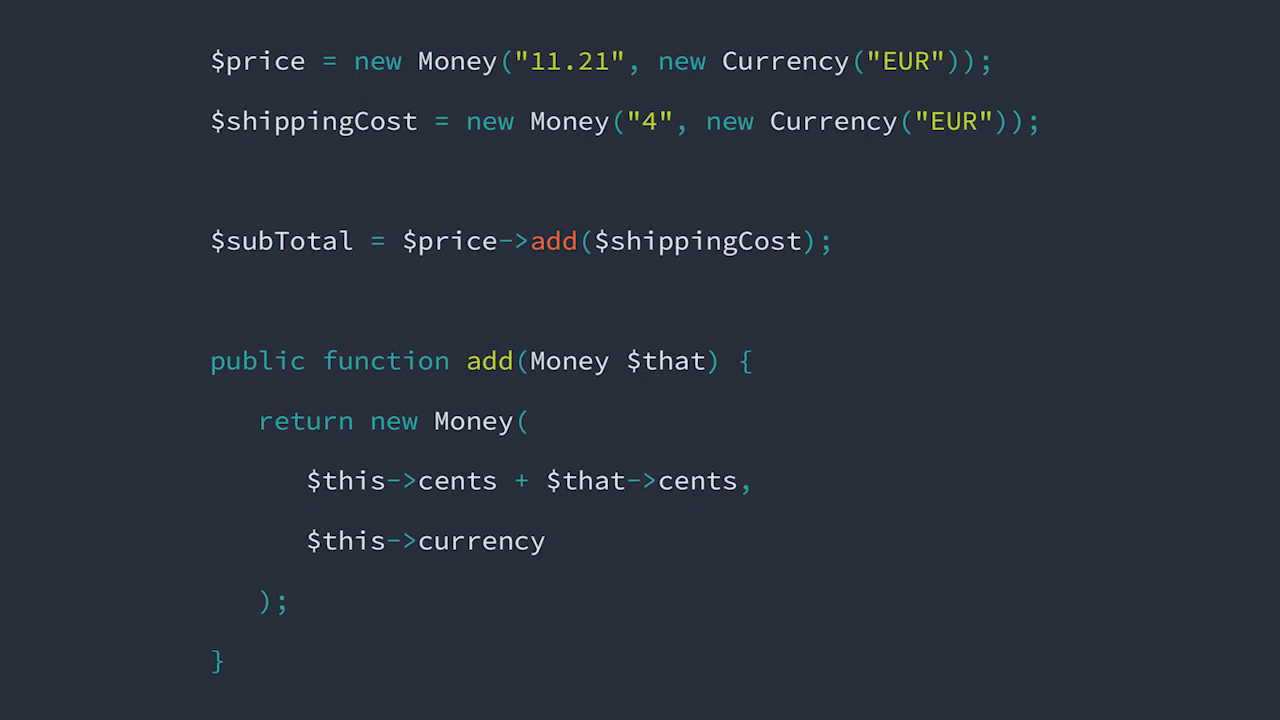 $price = new Money("11.21", new Currency("EUR"));
$shippingCost = new Money("4", new Currency("EUR"));
$subTotal = $price->add($shippingCost);
public function add(Money $that) {
return new Money(
$this->cents + $that->cents,
$this->currency
);
}